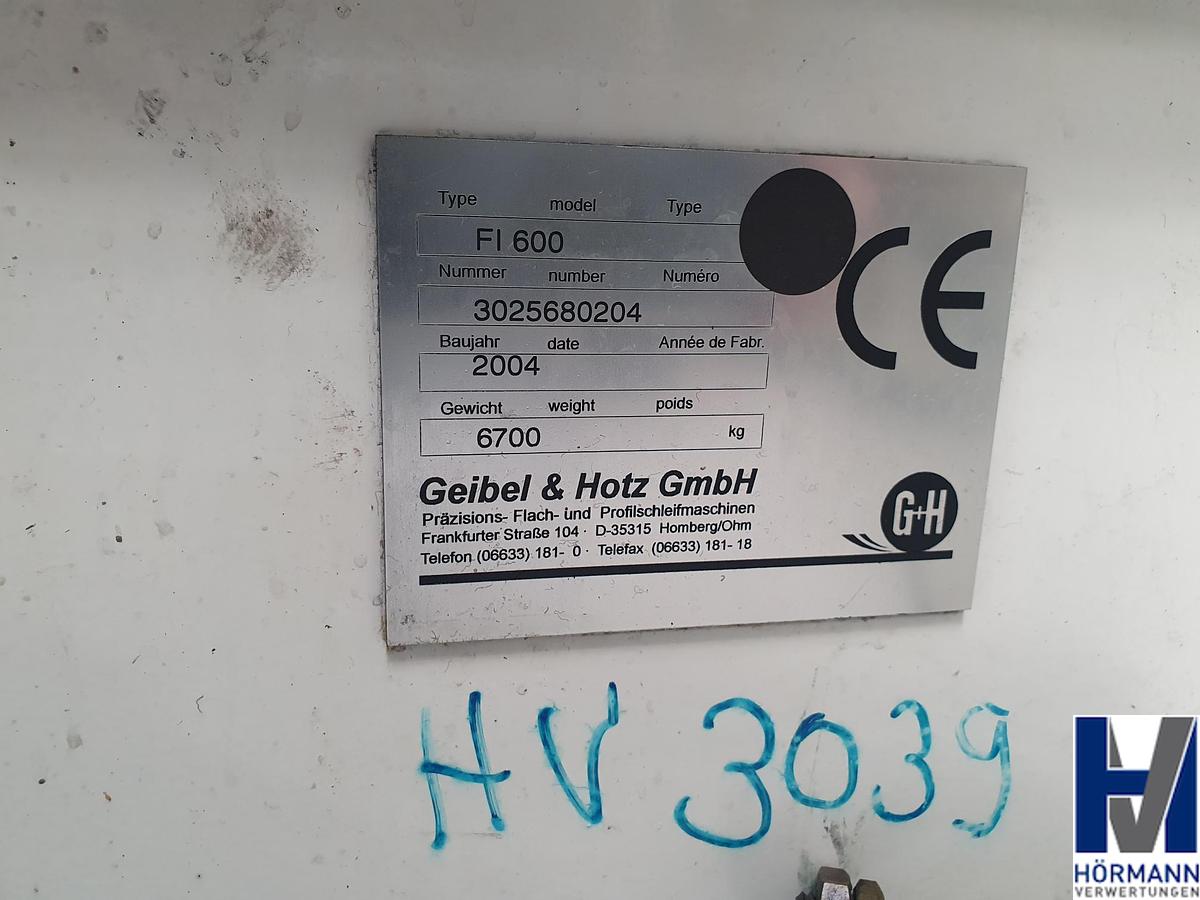 Type model Type
FI 600
Nummer number Numéro
3025680204
Baujahr date Année de Fabr.
2004
Gewicht weight poids
6700 kg
CE
Geibel & Hotz GmbH
Präzisions- Flach- und Profilschleifmaschinen
Frankfurter Straße 104 · D-35315 Homberg/Ohm
Telefon (06633) 181- 0 · Telefax (06633) 181- 18
G+H
HV 3039
HV
HÖRMANN
VERWERTUNGEN